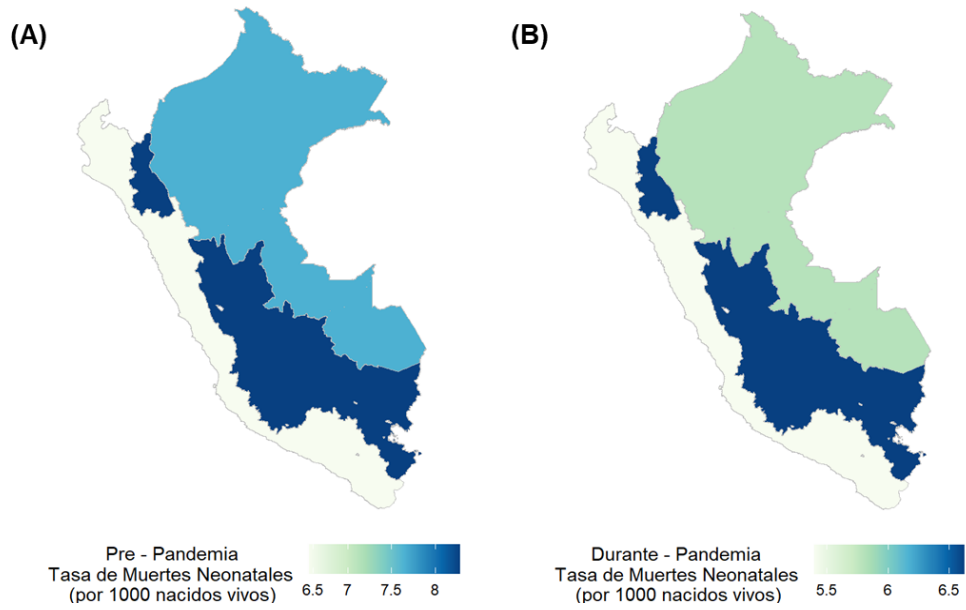 (A)
(B)
Pre - Pandemia
Tasa de Muertes Neonatales
(por 1000 nacidos vivos)
6.5 7 7.5 8
Durante - Pandemia
Tasa de Muertes Neonatales
(por 1000 nacidos vivos)
5.5 6 6.5